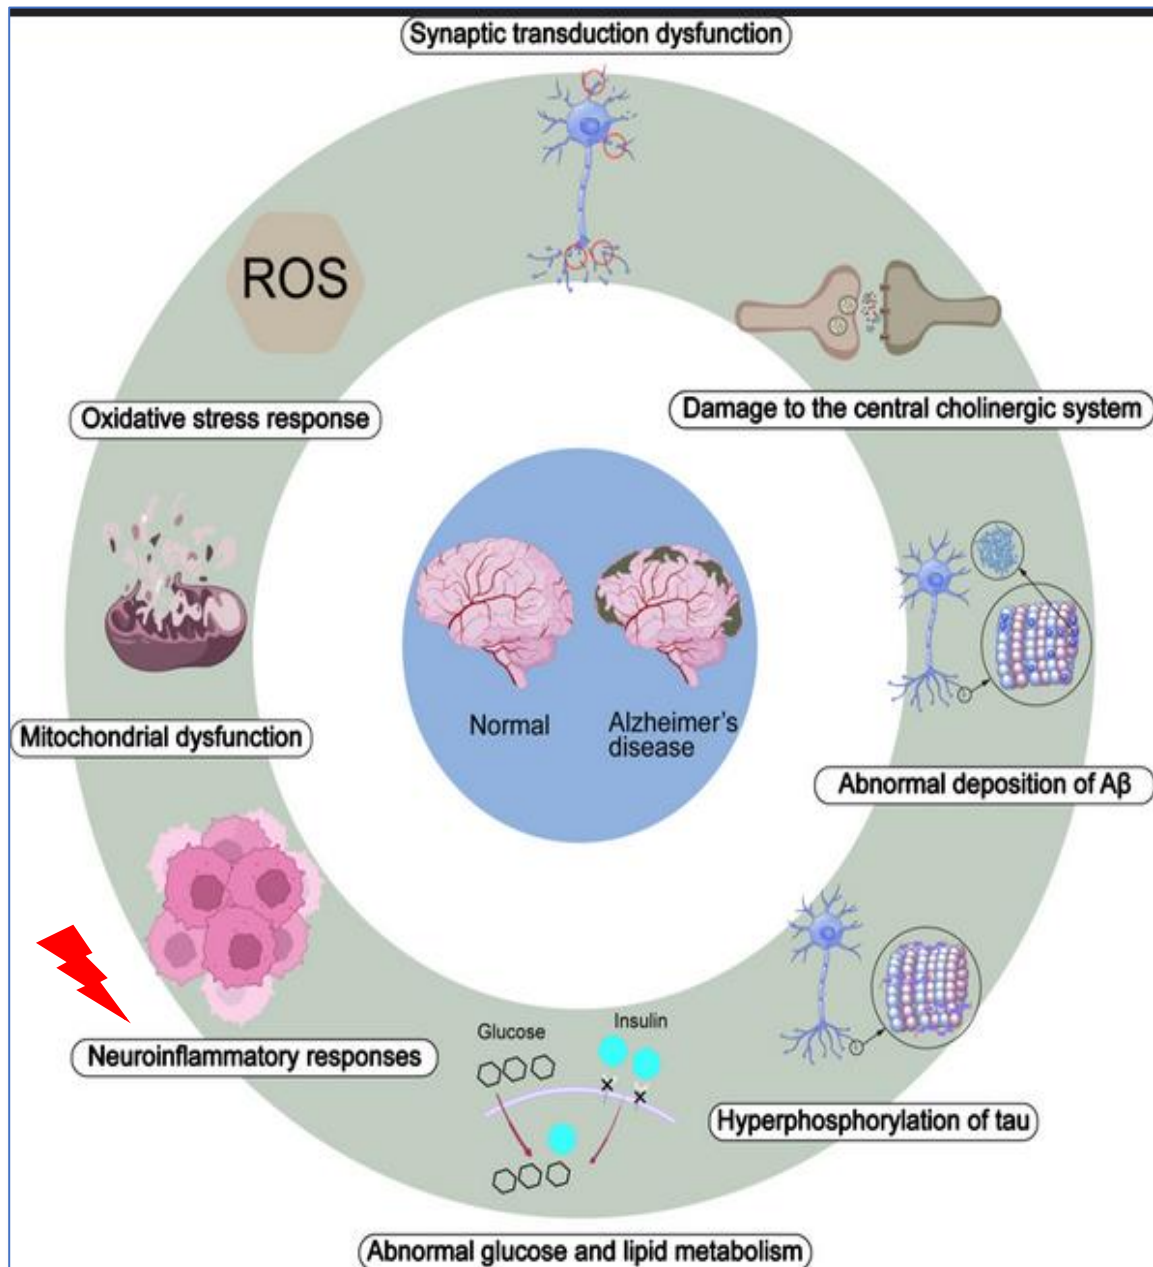 Synaptic transduction dysfunction
ROS
Oxidative stress response
Damage to the central cholinergic system
Normal
Alzheimer's
disease
Mitochondrial dysfunction
Abnormal deposition of Aβ
Neuroinflammatory responses
Glucose
Insulin
Hyperphosphorylation of tau
Abnormal glucose and lipid metabolism